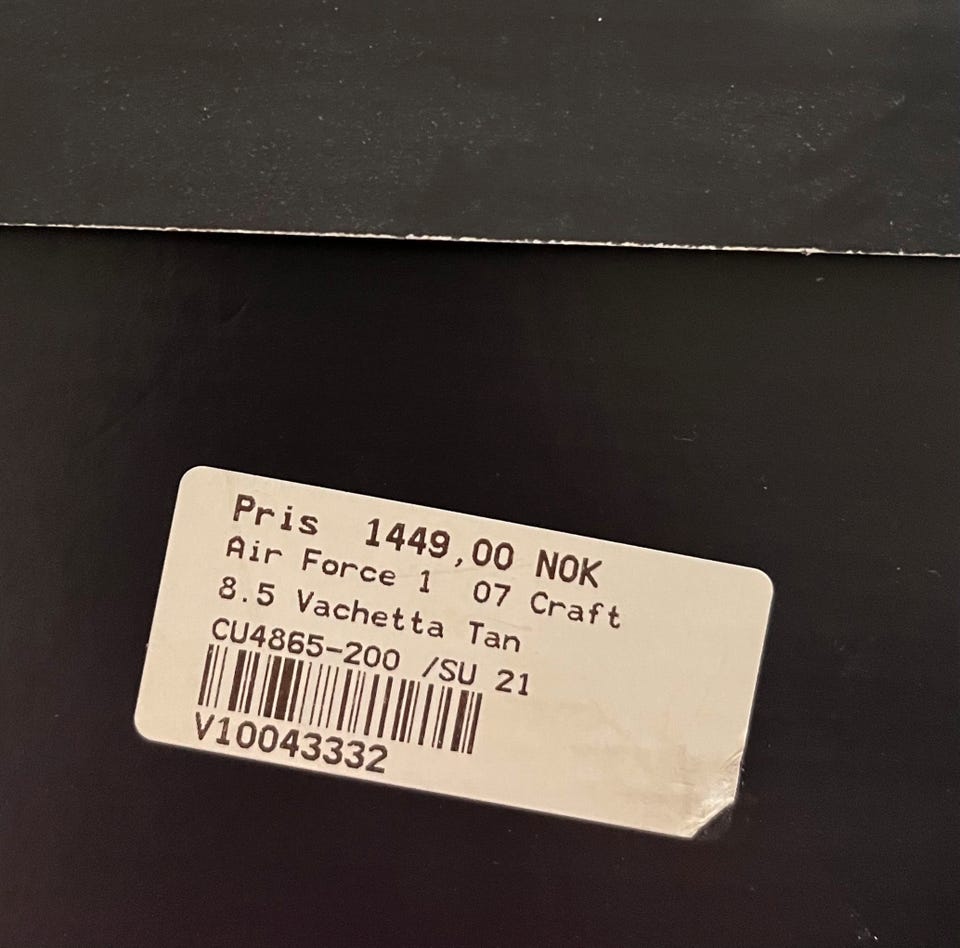 Pris 1449,00 NOK
Air Force 1 07 Craft
8.5 Vachetta Tan
CU4865-200 /SU 21
V10043332